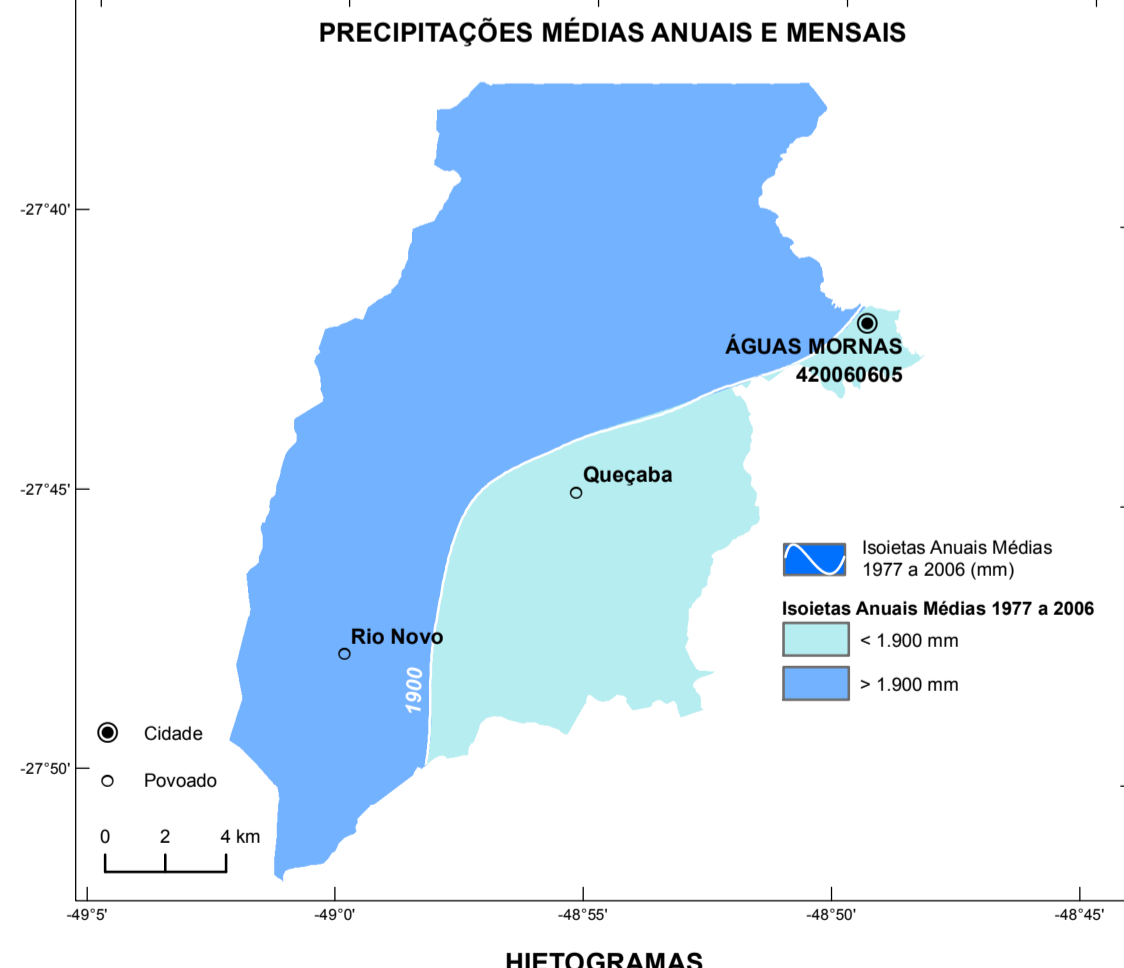 PRECIPITAÇÕES MÉDIAS ANUAIS E MENSAIS
-27°40'
ÁGUAS MORNAS
420060605
Queçaba
-27°45'
Isoietas Anuais Médias
1977 a 2006 (mm)
Isoietas Anuais Médias 1977 a 2006
< 1.900 mm
> 1.900 mm
Rio Novo
1900
Cidade
-27°50'
Povoado
0 2 4 km
-49°5' -49°0' -48°55' -48°50' -48°45'
HIETOGRAMAS